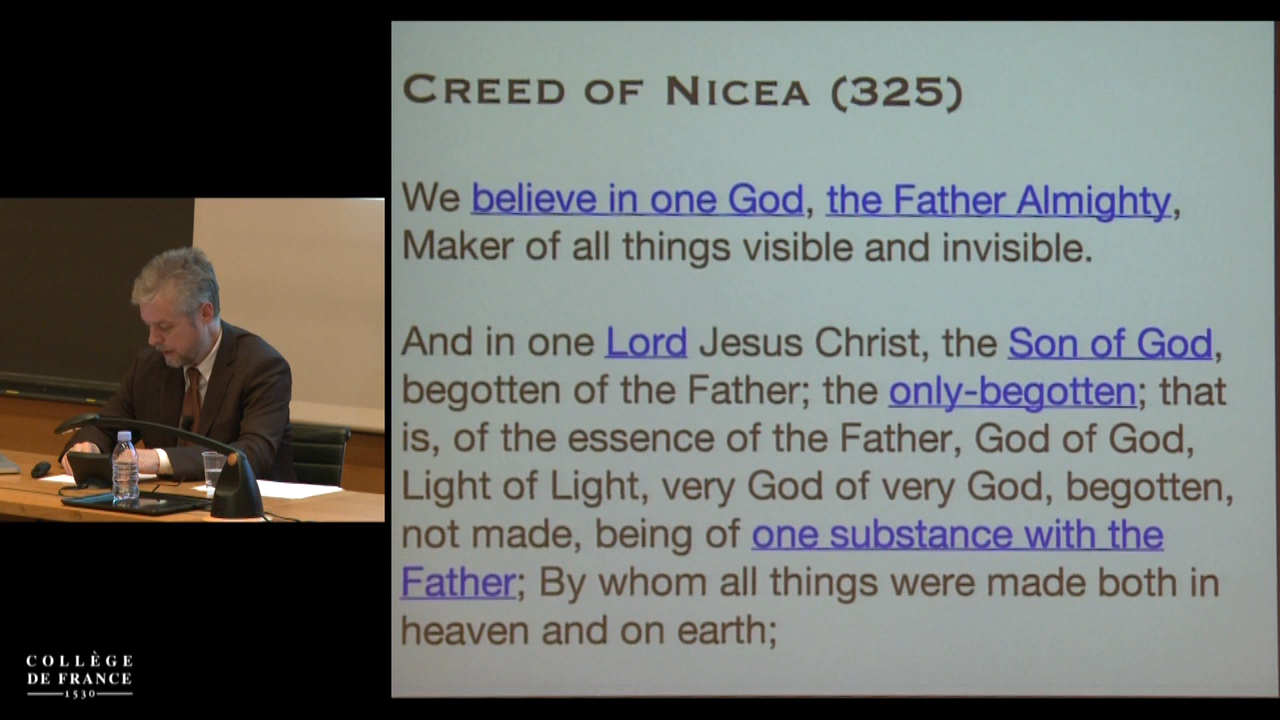 CREED OF NICEA (325)
We believe in one God, the Father Almighty,
Maker of all things visible and invisible.
And in one Lord Jesus Christ, the Son of God,
begotten of the Father; the only-begotten; that
is, of the essence of the Father, God of God,
Light of Light, very God of very God, begotten,
not made, being of one substance with the
Father; By whom all things were made both in
heaven and on earth;
COLLÈGE
DE FRANCE
1530